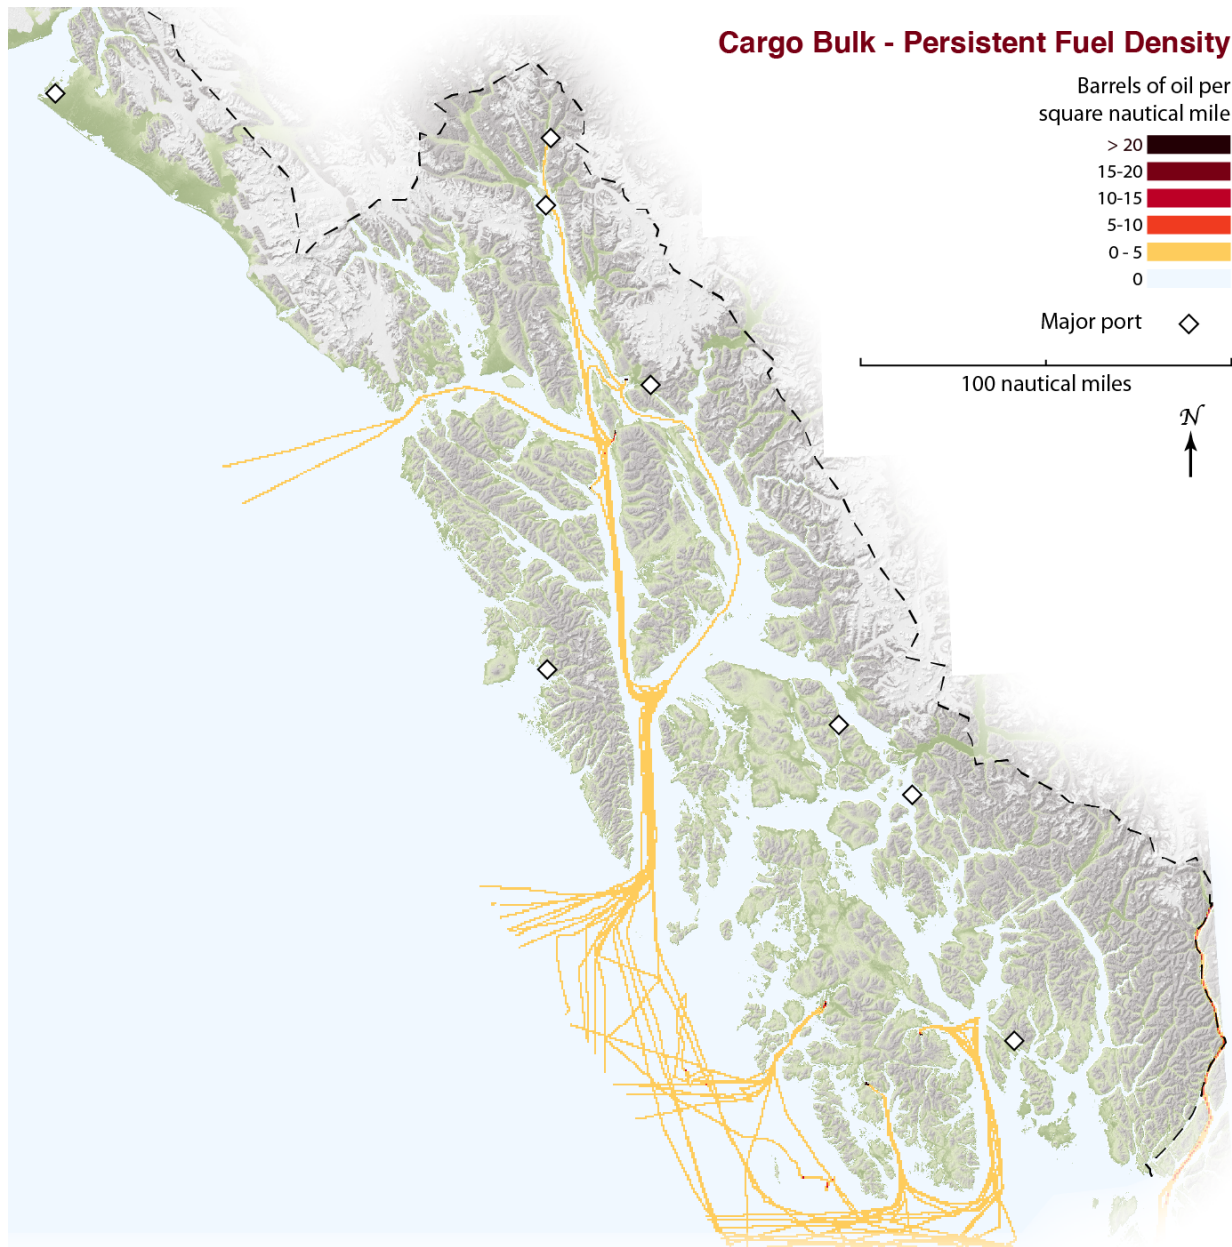 Cargo Bulk - Persistent Fuel Density
Barrels of oil per
square nautical mile
> 20
15-20
10-15
5-10
0 - 5
0
Major port
100 nautical miles
N